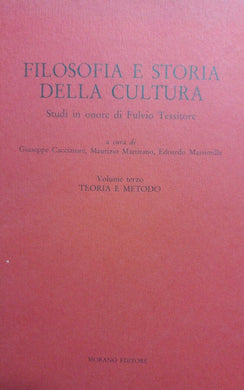 FILOSOFIA E STORIA
DELLA CULTURA
Studi in onore di Fulvio Tessitore
a cura di
Giuseppe Cacciatore, Maurizio Martirano, Edoardo Massimilla
Volume terzo
TEORIA E METODO
MORANO EDITORE